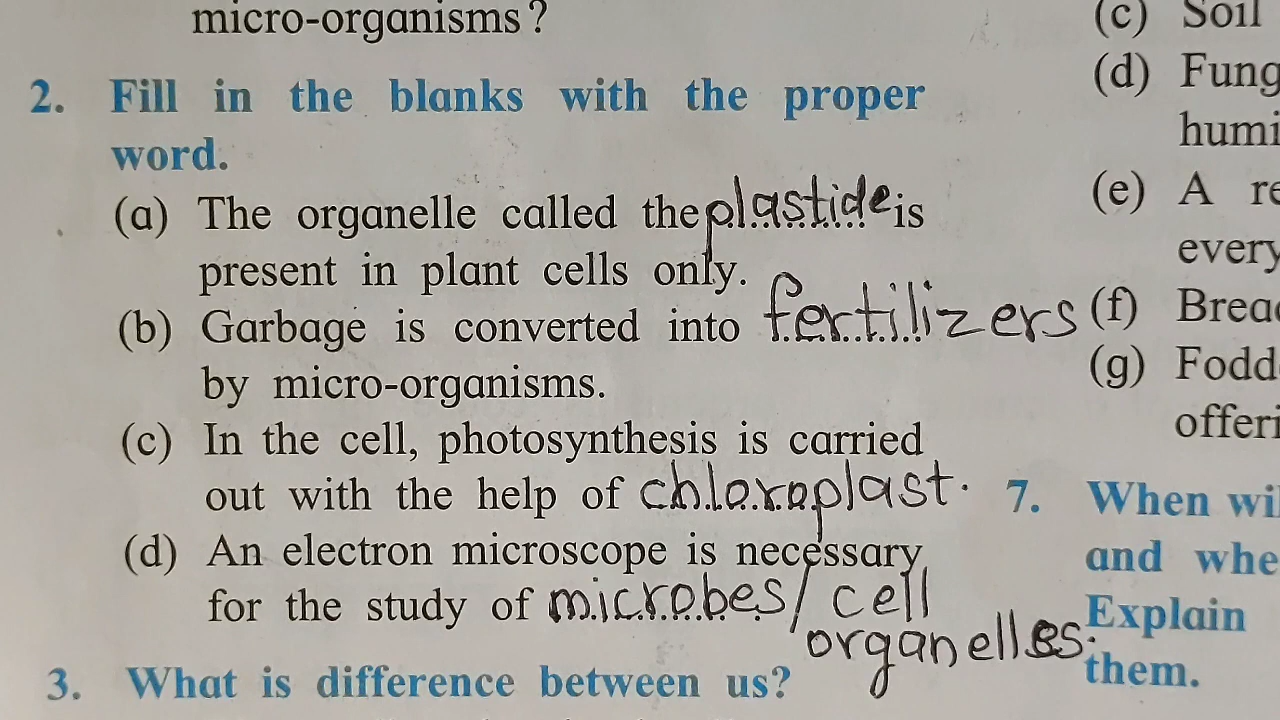 micro-organisms?
2. Fill in the blanks with the proper
word.
(a) The organelle called the plastide is
present in plant cells only.
(b) Garbage is converted into fertilizers
by micro-organisms.
(c) In the cell, photosynthesis is carried
out with the help of chloroplast.
(d) An electron microscope is necessary
for the study of microbes/ cell
organelles.
3. What is difference between us?
(c) Soil
(d) Fung
humi
(e) A re
every
(f) Brea
(g) Fodd
offer
7. When wil
and whe
Explain
them.